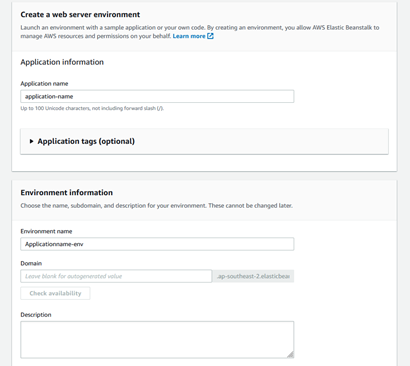 Create a web server environment
Launch an environment with a sample application or your own code. By creating an environment, you allow AWS Elastic Beanstalk to
manage AWS resources and permissions on your behalf. Learn more
Application information
Application name
application-name
Up to 100 Unicode characters, not including forward slash (/).
Application tags (optional)
Environment information
Choose the name, subdomain, and description for your environment. These cannot be changed later.
Environment name
Applicationname-env
Domain
Leave blank for autogenerated value
.ap-southeast-2.elasticbea
Check availability
Description